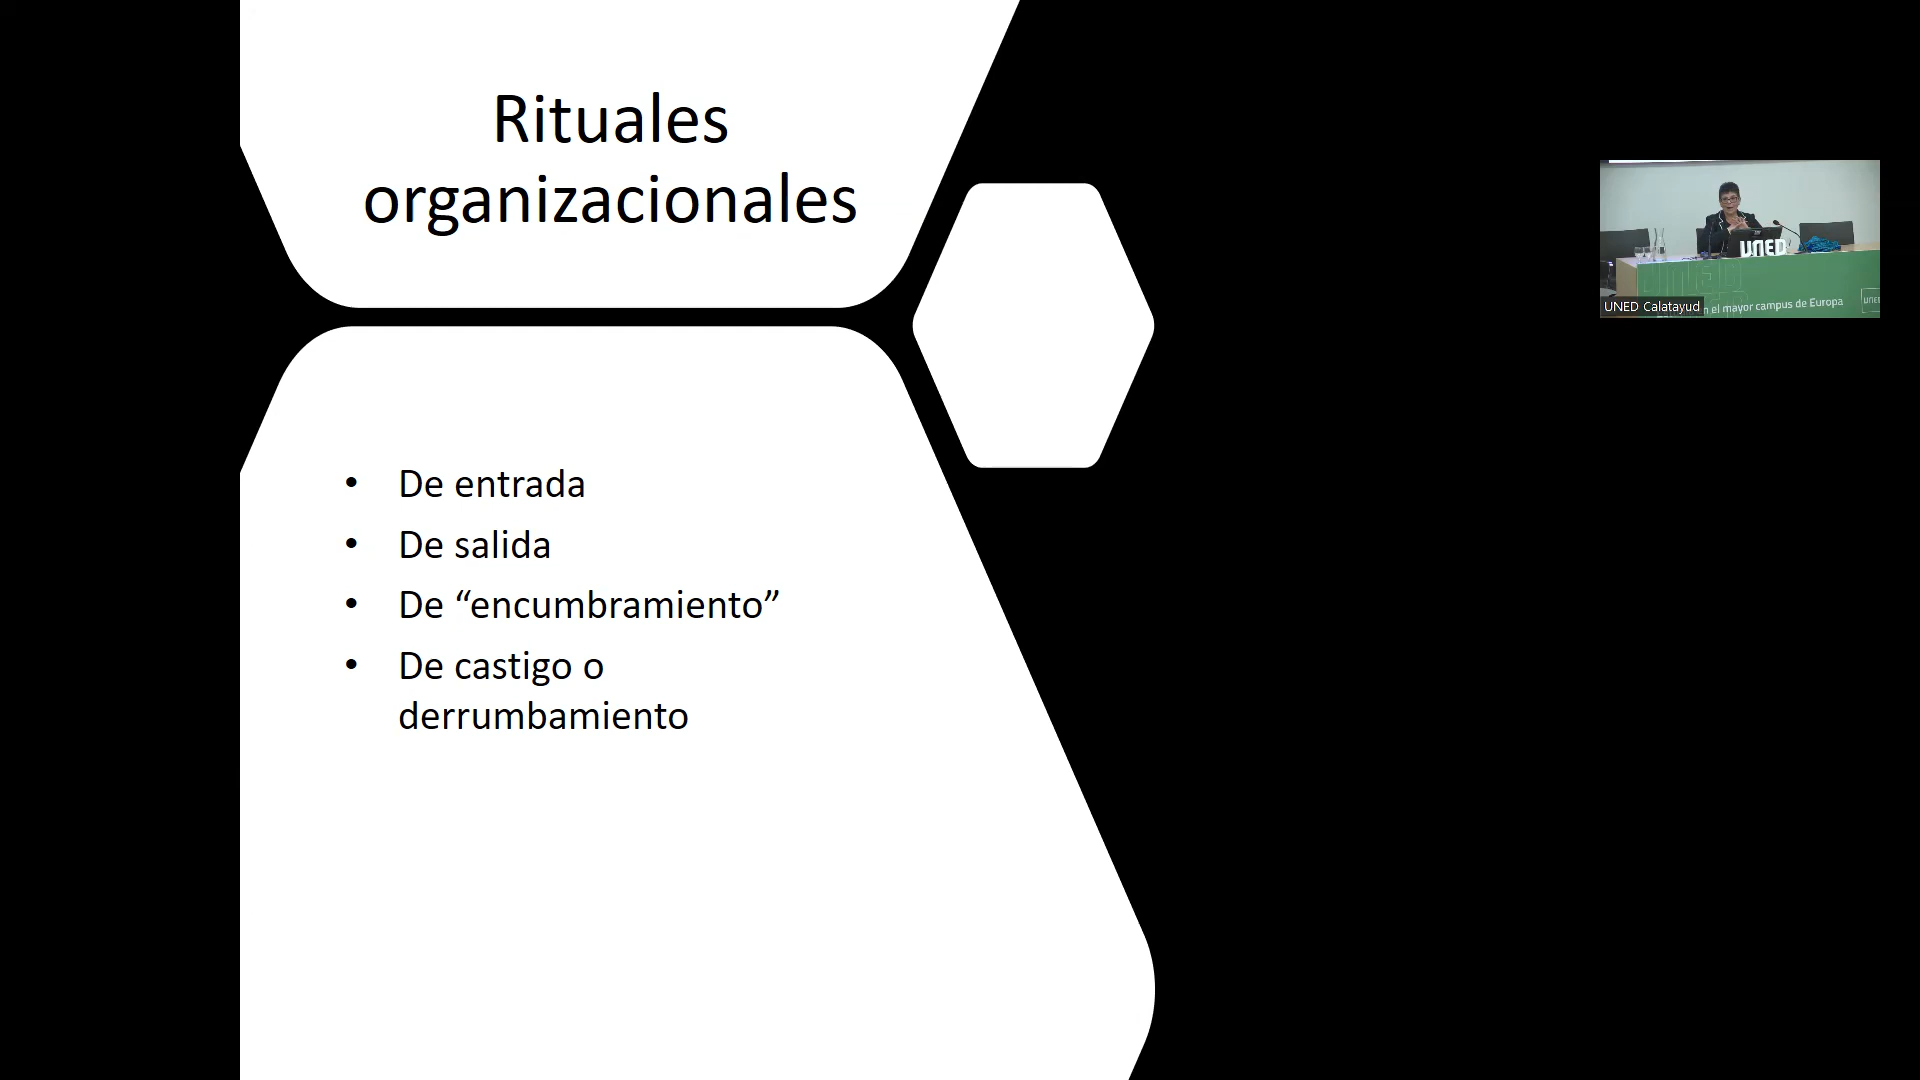 Rituales
organizacionales
• De entrada
• De salida
• De “encumbramiento”
• De castigo o
derrumbamiento
UNED
UNED Calatayud
n el mayor campus de Europa